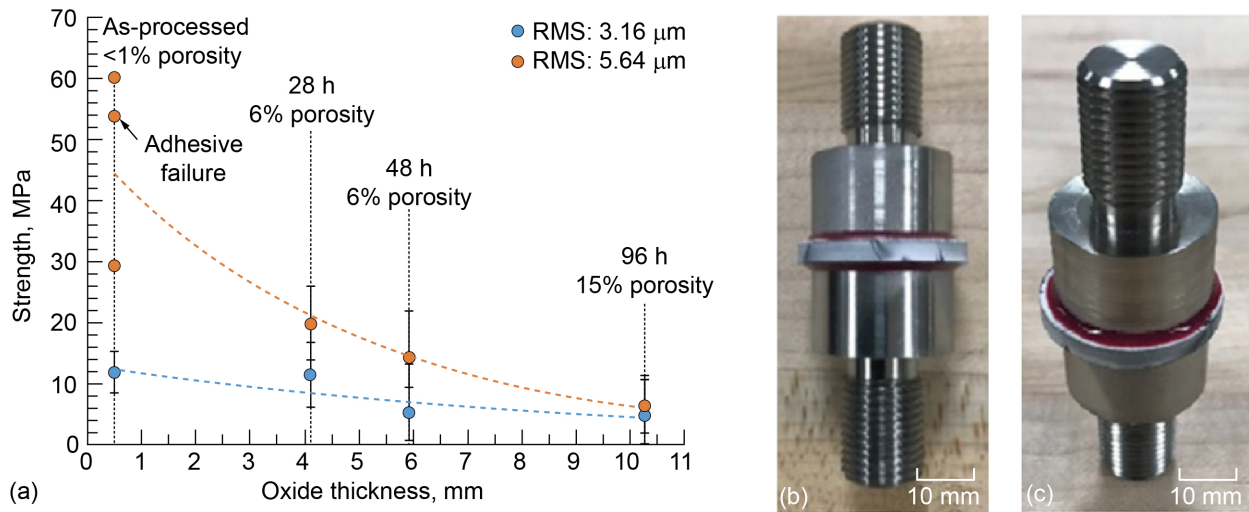 70
60
50
40
30
20
10
0
Strength, MPa
As-processed
<1% porosity
Adhesive
failure
28 h
6% porosity
48 h
6% porosity
96 h
15% porosity
RMS: 3.16 μm
RMS: 5.64 μm
0 1 2 3 4 5 6 7 8 9 10 11
Oxide thickness, mm
(a)
(b)
10 mm
(c)
10 mm